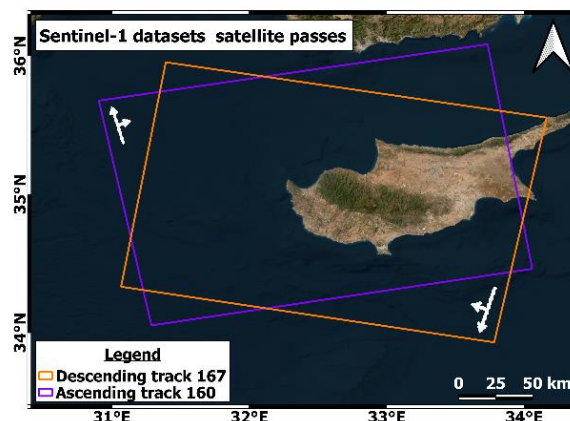 Sentinel-1 datasets satellite passes
36°N
35°N
34°N
Legend
Descending track 167
Ascending track 160
0 25 50 km
31°E 32°E 33°E 34°E